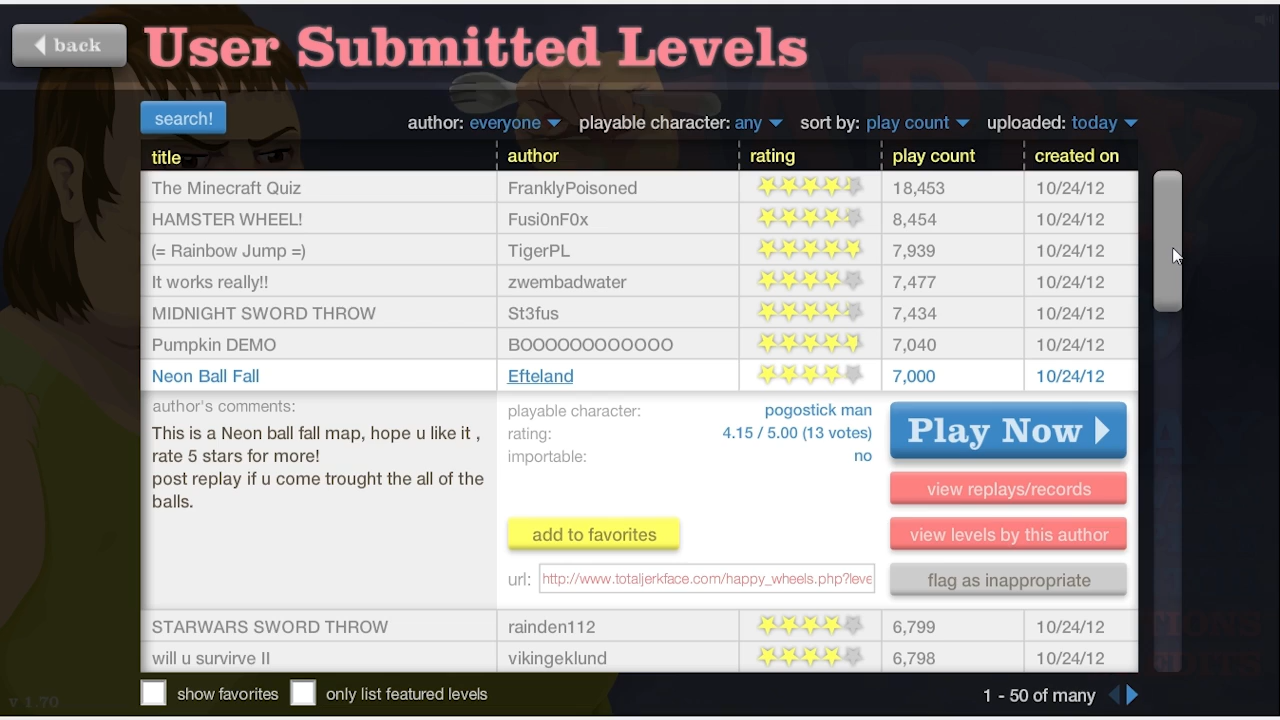 back
User Submitted Levels
search!
author: everyone playable character: any sort by: play count uploaded: today
title author rating play count created on
The Minecraft Quiz FranklyPoisoned 18,453 10/24/12
HAMSTER WHEEL! Fusi0nF0x 8,454 10/24/12
(= Rainbow Jump =) TigerPL 7,939 10/24/12
It works really!! zwembadwater 7,477 10/24/12
MIDNIGHT SWORD THROW St3fus 7,434 10/24/12
Pumpkin DEMO BOOOOOOOOOOOO 7,040 10/24/12
Neon Ball Fall Efteland 7,000 10/24/12
author's comments:
This is a Neon ball fall map, hope u like it ,
rate 5 stars for more!
post replay if u come trought the all of the
balls.
playable character: pogostick man
rating: 4.15 / 5.00 (13 votes)
importable: no
add to favorites
url: http://www.totaljerkface.com/happy_wheels.php?leve
Play Now
view replays/records
view levels by this author
flag as inappropriate
STARWARS SWORD THROW rainden112 6,799 10/24/12
will u survirve II vikingeklund 6,798 10/24/12
show favorites only list featured levels
1 - 50 of many
v 1.70